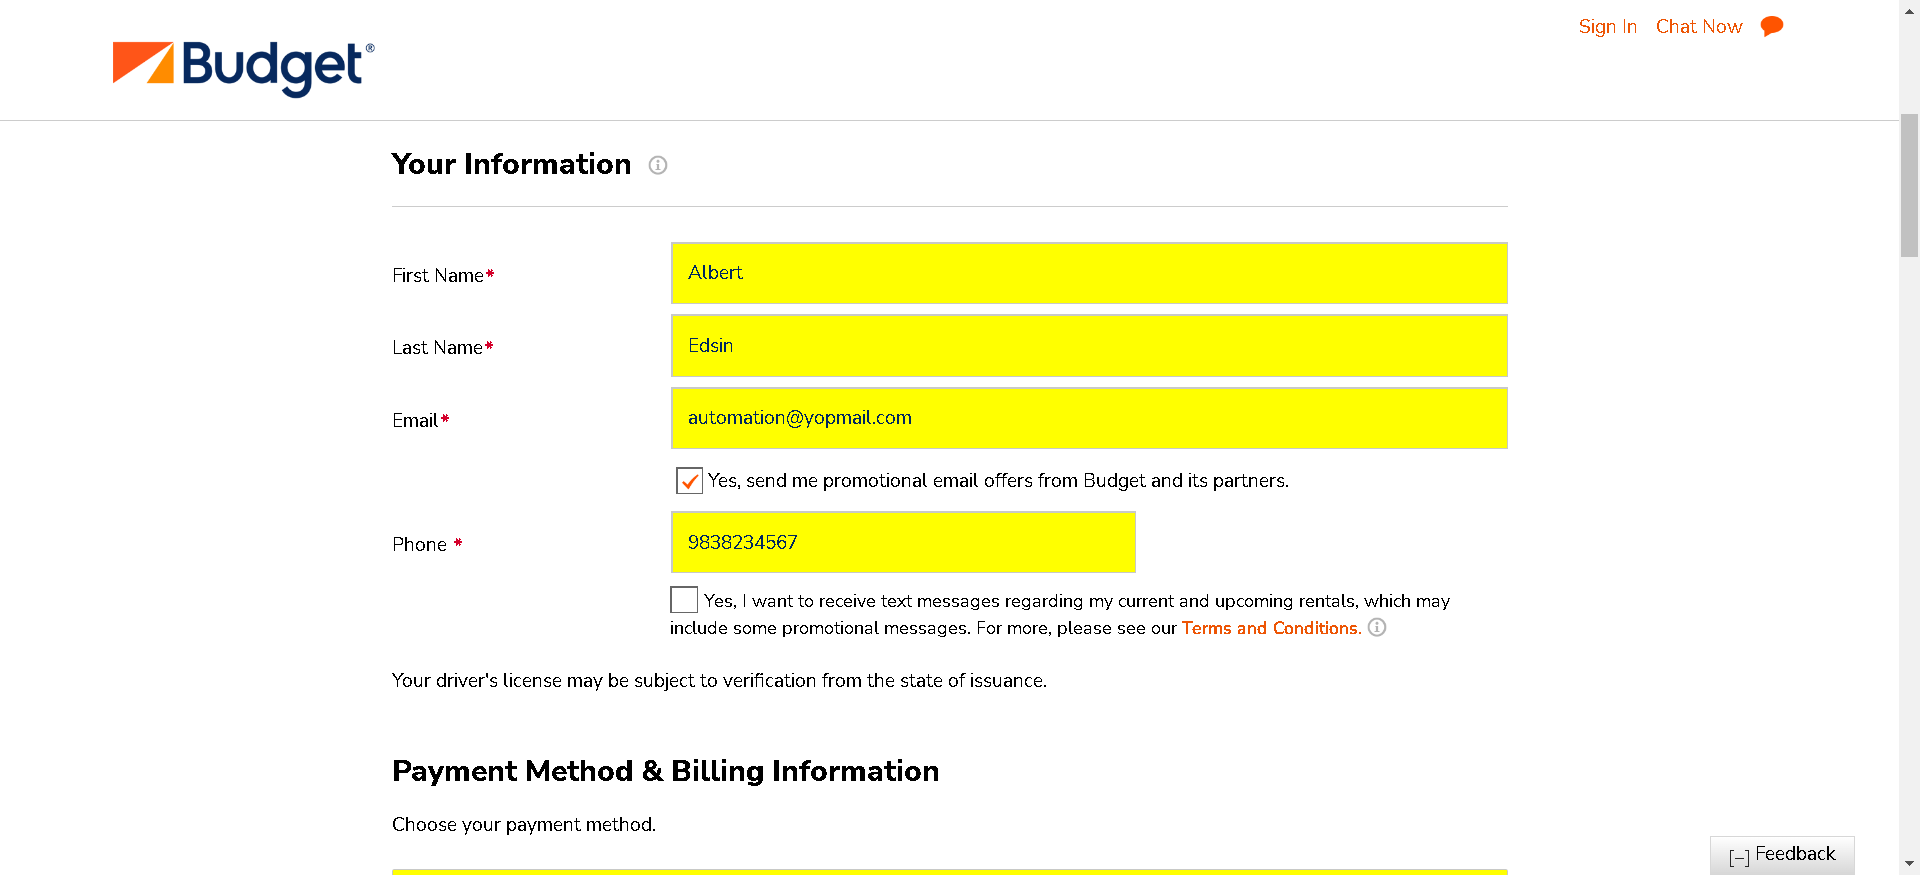 Sign In Chat Now
Budget®
Your Information
First Name*
Albert
Last Name*
Edsin
Email*
automation@yopmail.com
Yes, send me promotional email offers from Budget and its partners.
Phone *
9838234567
Yes, I want to receive text messages regarding my current and upcoming rentals, which may
include some promotional messages. For more, please see our Terms and Conditions.
Your driver's license may be subject to verification from the state of issuance.
Payment Method & Billing Information
Choose your payment method.
[–] Feedback